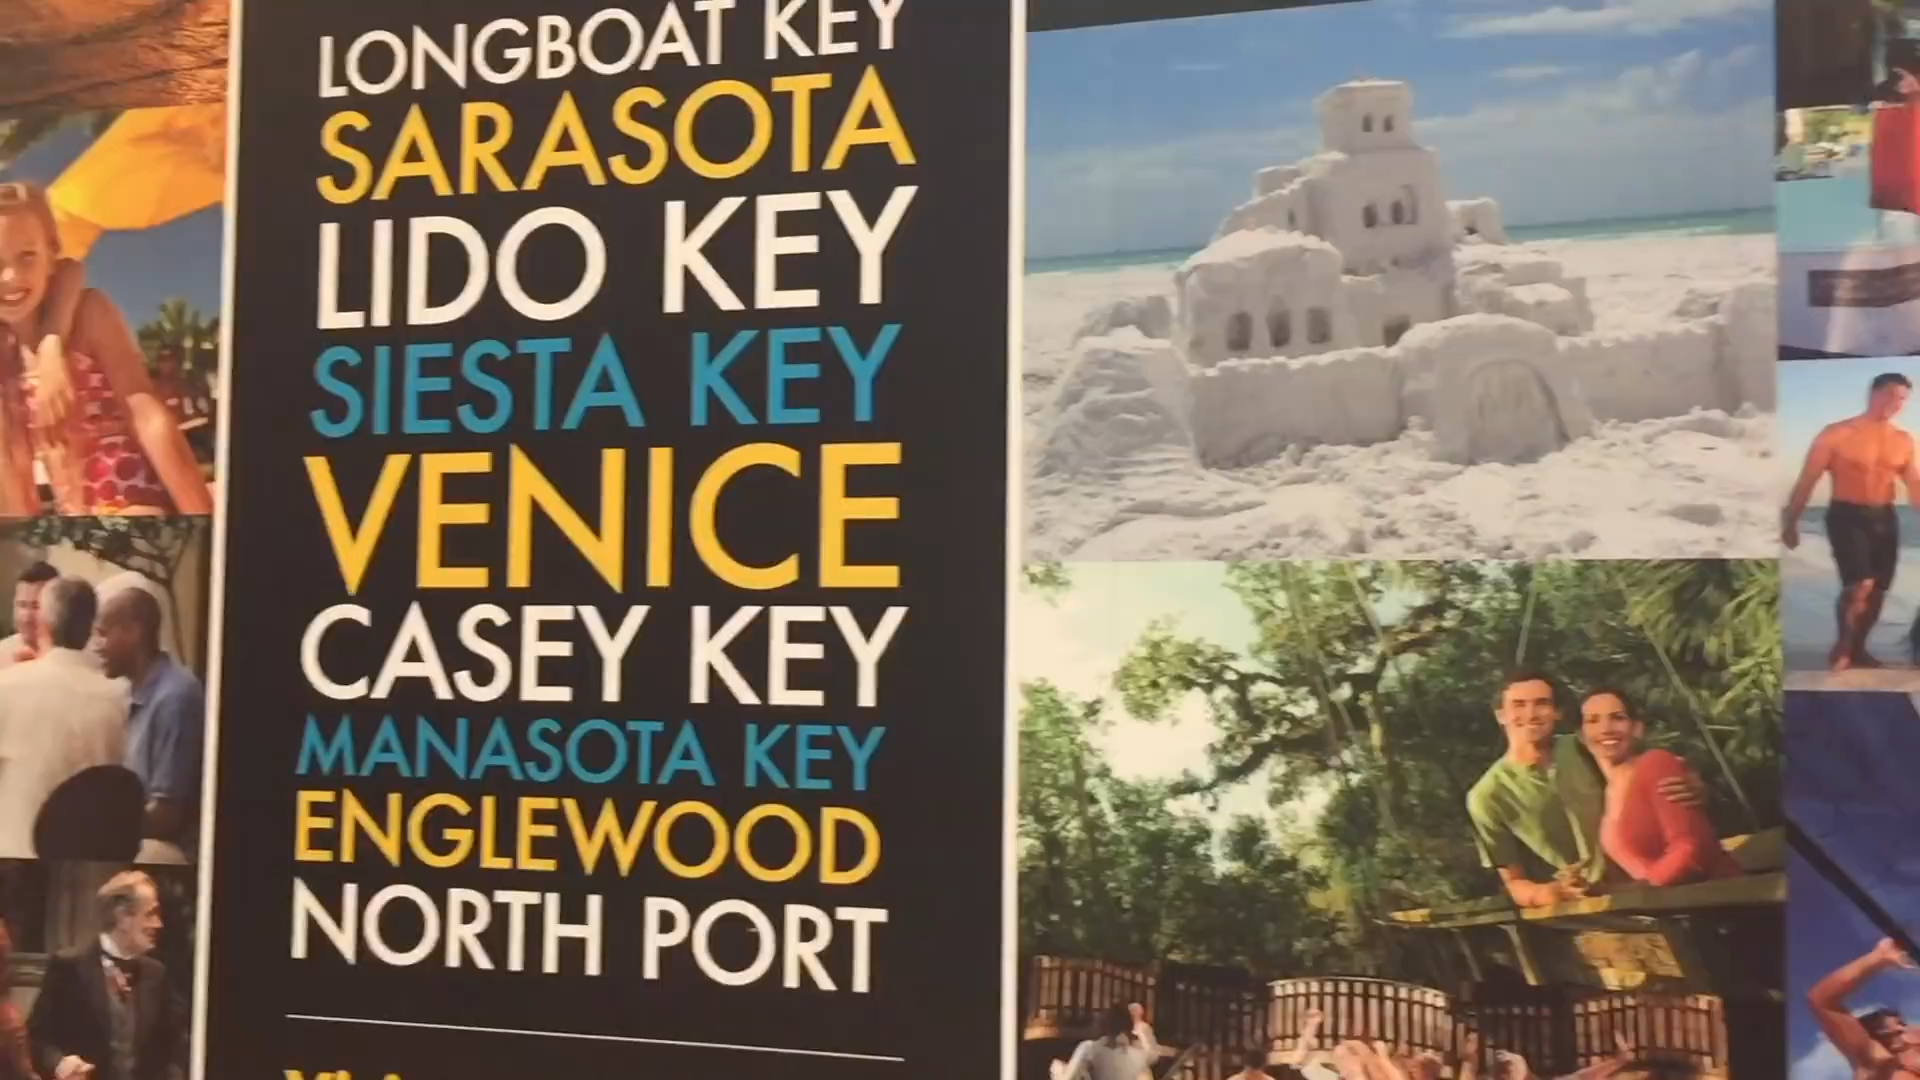 LONGBOAT KEY
SARASOTA
LIDO KEY
SIESTA KEY
VENICE
CASEY KEY
MANASOTA KEY
ENGLEWOOD
NORTH PORT